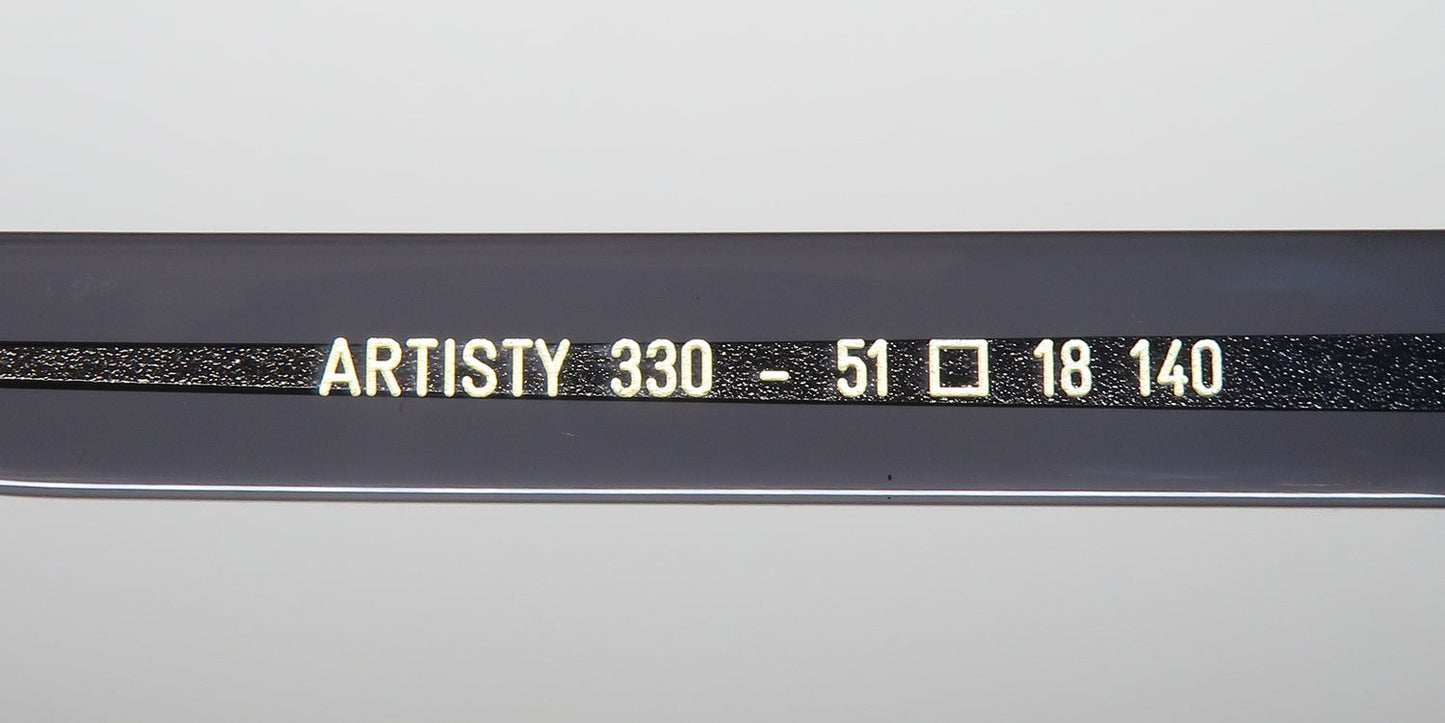 ARTISTY 330 - 51 □ 18 140